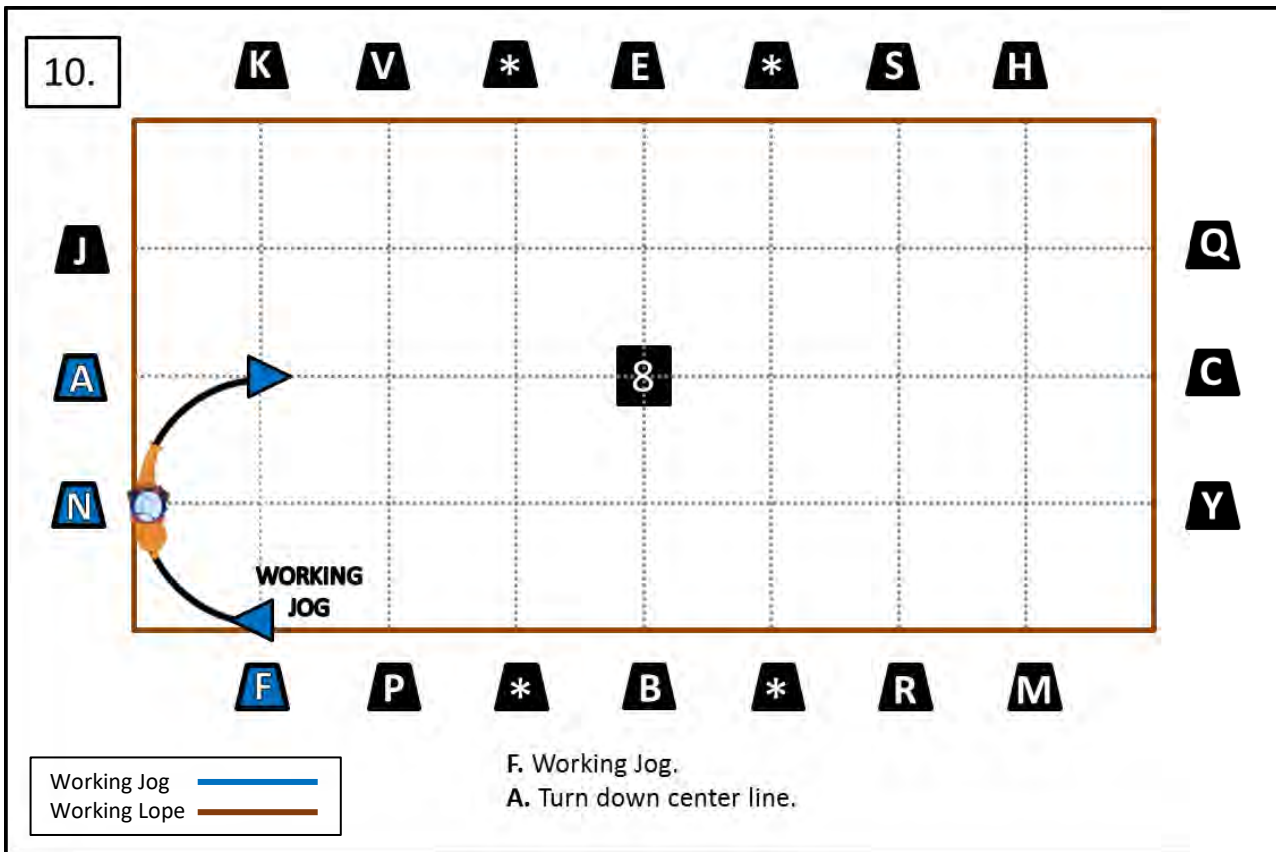 10.
K V * E * S H
J
Q
A
8
C
N
Y
WORKING
JOG
F P * B * R M
Working Jog
Working Lope
F. Working Jog.
A. Turn down center line.